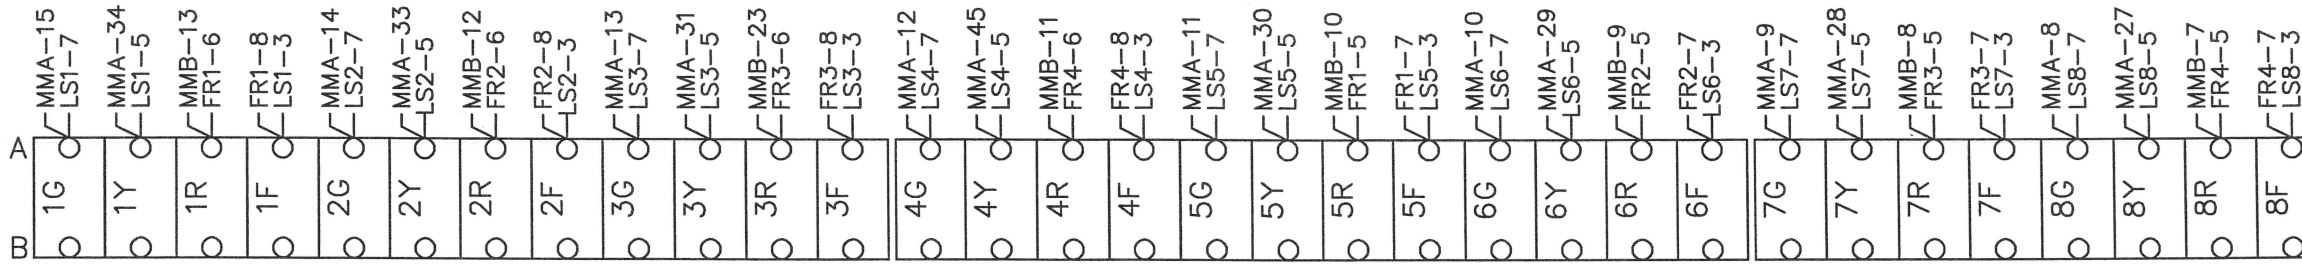 MMA-15
LS1-7
MMA-34
LS1-5
MMB-13
FR1-6
FR1-8
LS1-3
MMA-14
LS2-7
MMA-33
LS2-5
MMB-12
FR2-6
FR2-8
LS2-3
MMA-13
LS3-7
MMA-31
LS3-5
MMB-23
FR3-6
FR3-8
LS3-3
MMA-12
LS4-7
MMA-45
LS4-5
MMB-11
FR4-6
FR4-8
LS4-3
MMA-11
LS5-7
MMA-30
LS5-5
MMB-10
FR1-5
FR1-7
LS5-3
MMA-10
LS6-7
MMA-29
LS6-5
MMB-9
FR2-5
FR2-7
LS6-3
MMA-9
LS7-7
MMA-28
LS7-5
MMB-8
FR3-5
FR3-7
LS7-3
MMA-8
LS8-7
MMA-27
LS8-5
MMB-7
FR4-5
FR4-7
LS8-3
A
1G
1Y
1R
1F
2G
2Y
2R
2F
3G
3Y
3R
3F
4G
4Y
4R
4F
5G
5Y
5R
5F
6G
6Y
6R
6F
7G
7Y
7R
7F
8G
8Y
8R
8F
B